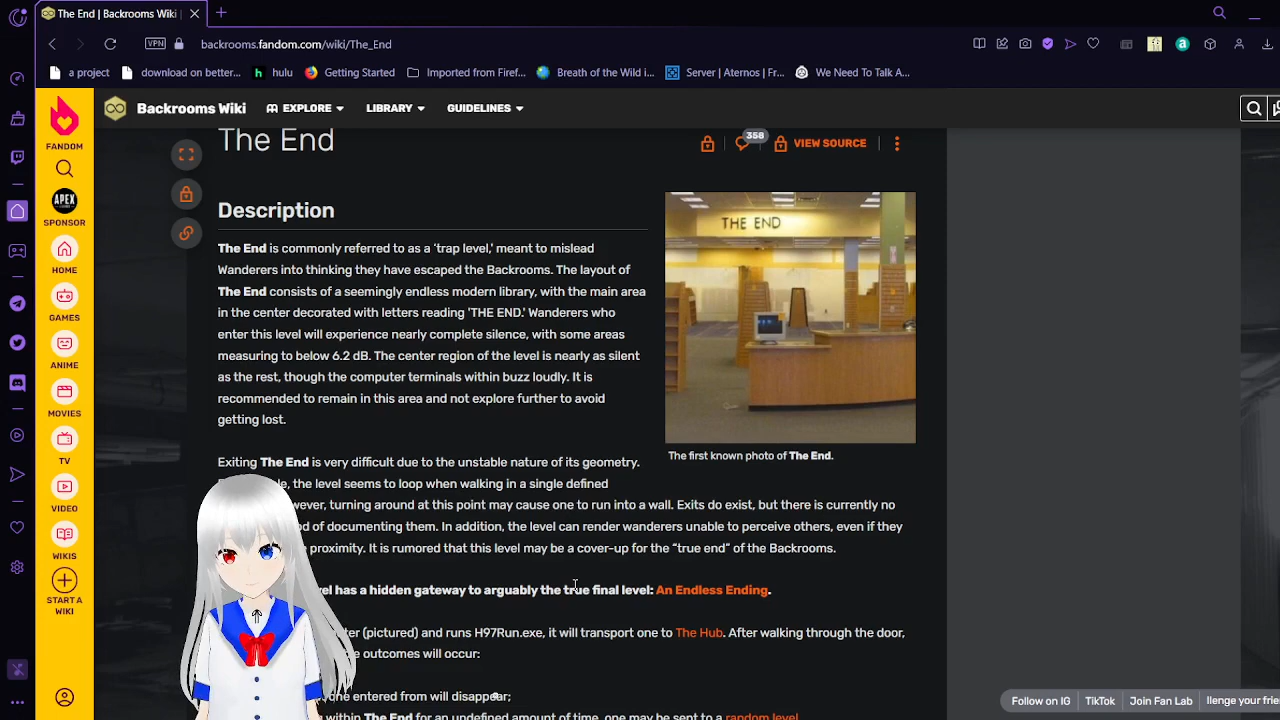 The End | Backrooms Wiki |
VPN
backrooms.fandom.com/wiki/The_End
a project
download on better...
hulu
Getting Started
Imported from Firef...
Breath of the Wild i...
Server | Aternos | Fr...
We Need To Talk A...
FANDOM
SPONSOR
APEX
HOME
GAMES
ANIME
MOVIES
TV
VIDEO
WIKIS
START A
WIKI
Backrooms Wiki
EXPLORE
LIBRARY
GUIDELINES
The End
358
VIEW SOURCE
Description
The End is commonly referred to as a 'trap level,' meant to mislead
Wanderers into thinking they have escaped the Backrooms. The layout of
The End consists of a seemingly endless modern library, with the main area
in the center decorated with letters reading 'THE END.' Wanderers who
enter this level will experience nearly complete silence, with some areas
measuring to below 6.2 dB. The center region of the level is nearly as silent
as the rest, though the computer terminals within buzz loudly. It is
recommended to remain in this area and not explore further to avoid
getting lost.
THE END
The first known photo of The End.
Exiting The End is very difficult due to the unstable nature of its geometry.
the level seems to loop when walking in a single defined
turning around at this point may cause one to run into a wall. Exits do exist, but there is currently no
of documenting them. In addition, the level can render wanderers unable to perceive others, even if they
proximity. It is rumored that this level may be a cover-up for the “true end” of the Backrooms.
has a hidden gateway to arguably the true final level: An Endless Ending.
(pictured) and runs H97Run.exe, it will transport one to The Hub. After walking through the door,
outcomes will occur:
one entered from will disappear;
within The End for an undefined amount of time, one may be sent to a random level
Follow on IG
TikTok
Join Fan Lab
llenge your frie